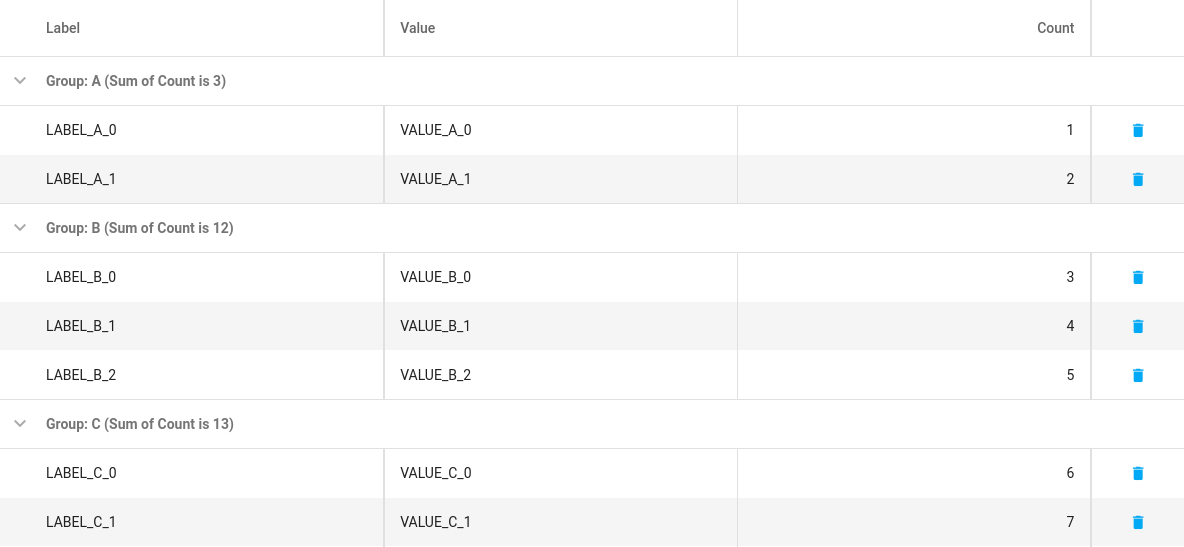 Label Value Count
Group: A (Sum of Count is 3)
LABEL_A_0 VALUE_A_0 1
LABEL_A_1 VALUE_A_1 2
Group: B (Sum of Count is 12)
LABEL_B_0 VALUE_B_0 3
LABEL_B_1 VALUE_B_1 4
LABEL_B_2 VALUE_B_2 5
Group: C (Sum of Count is 13)
LABEL_C_0 VALUE_C_0 6
LABEL_C_1 VALUE_C_1 7